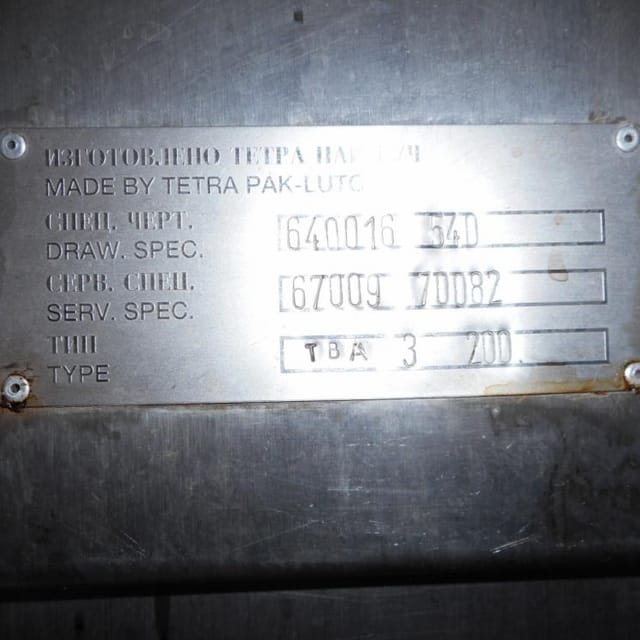 ИЗГОТОВЛЕНО ТЕТРА ПАК
MADE BY TETRA PAK-LUTC
СПЕЦ. ЧЕРТ. 640016 540
DRAW. SPEC.
СЕРВ. СПЕЦ. 67009 70082
SERV. SPEC.
ТИП TBA 3 200
TYPE